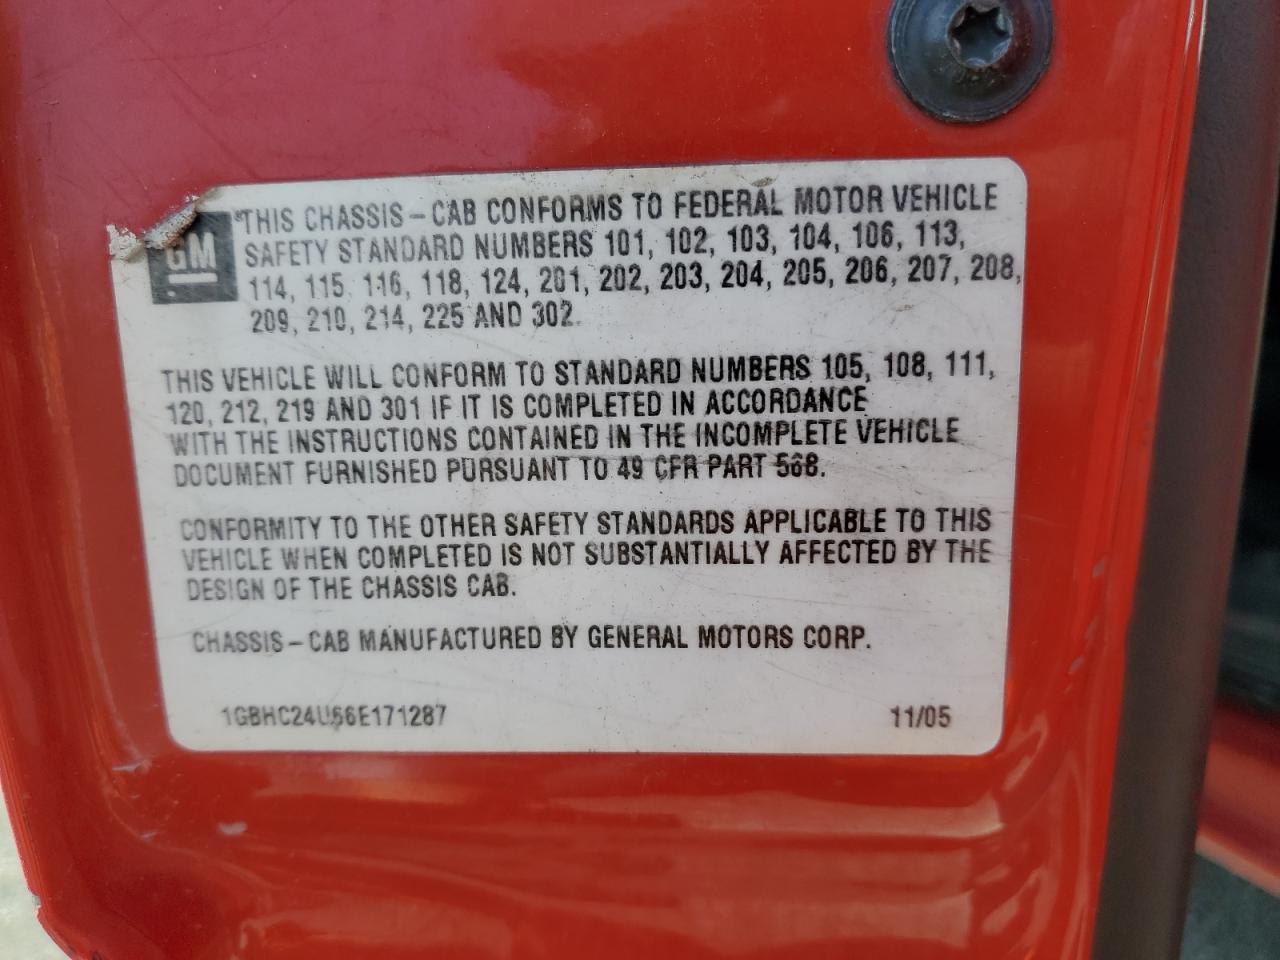 GM
THIS CHASSIS-CAB CONFORMS TO FEDERAL MOTOR VEHICLE
SAFETY STANDARD NUMBERS 101, 102, 103, 104, 106, 113,
114, 115, 116, 118, 124, 201, 202, 203, 204, 205, 206, 207, 208,
209, 210, 214, 225 AND 302.
THIS VEHICLE WILL CONFORM TO STANDARD NUMBERS 105, 108, 111,
120, 212, 219 AND 301 IF IT IS COMPLETED IN ACCORDANCE
WITH THE INSTRUCTIONS CONTAINED IN THE INCOMPLETE VEHICLE
DOCUMENT FURNISHED PURSUANT TO 49 CFR PART 568.
CONFORMITY TO THE OTHER SAFETY STANDARDS APPLICABLE TO THIS
VEHICLE WHEN COMPLETED IS NOT SUBSTANTIALLY AFFECTED BY THE
DESIGN OF THE CHASSIS CAB.
CHASSIS-CAB MANUFACTURED BY GENERAL MOTORS CORP.
1GBHC24U66E171287 11/05